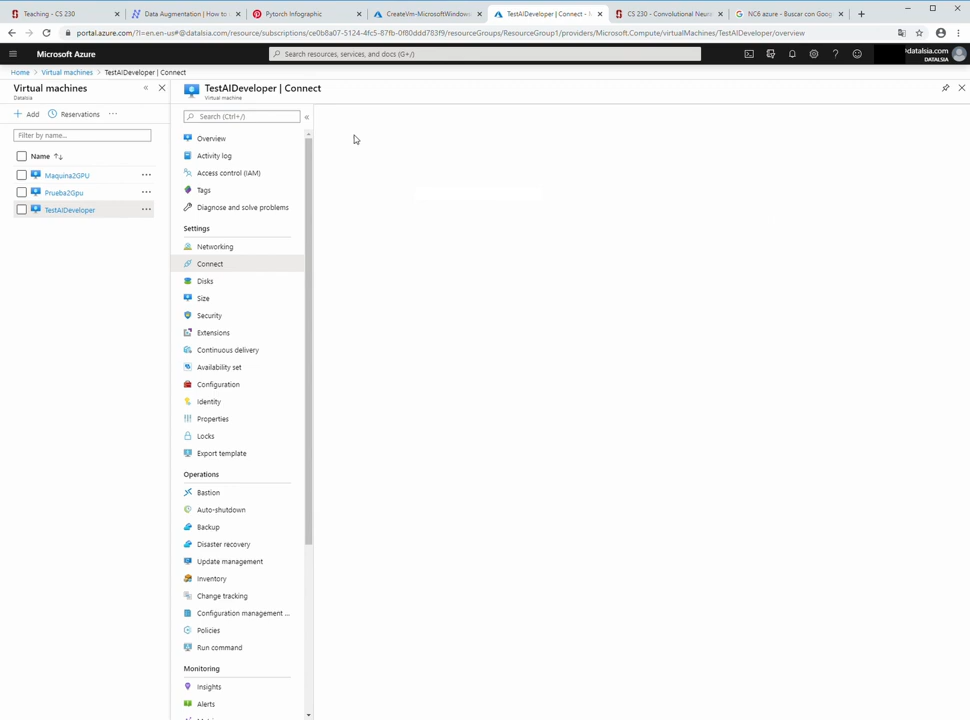 Teaching - CS 230
Data Augmentation | How to
Pytorch Infographic
CreateVm-MicrosoftWindows
TestAIDeveloper | Connect -
CS 230 - Convolutional Neur
NC6 azure - Buscar con Goog
portal.azure.com/?l=en.en-us#@datalsia.com/resource/subscriptions/ce0b8a07-5124-4fc5-87fb-0f80ddd783f9/resourceGroups/ResourceGroup1/providers/Microsoft.Compute/virtualMachines/TestAIDeveloper/overview
Microsoft Azure
Search resources, services, and docs (G+/)
@datalsia.com
DATALSIA
Home > Virtual machines > TestAIDeveloper | Connect
Virtual machines
Datalsia
Add
Reservations
Filter by name...
Name
Maquina2GPU
Prueba2Gpu
TestAIDeveloper
TestAIDeveloper | Connect
Virtual machine
Search (Ctrl+/)
Overview
Activity log
Access control (IAM)
Tags
Diagnose and solve problems
Settings
Networking
Connect
Disks
Size
Security
Extensions
Continuous delivery
Availability set
Configuration
Identity
Properties
Locks
Export template
Operations
Bastion
Auto-shutdown
Backup
Disaster recovery
Update management
Inventory
Change tracking
Configuration management ...
Policies
Run command
Monitoring
Insights
Alerts